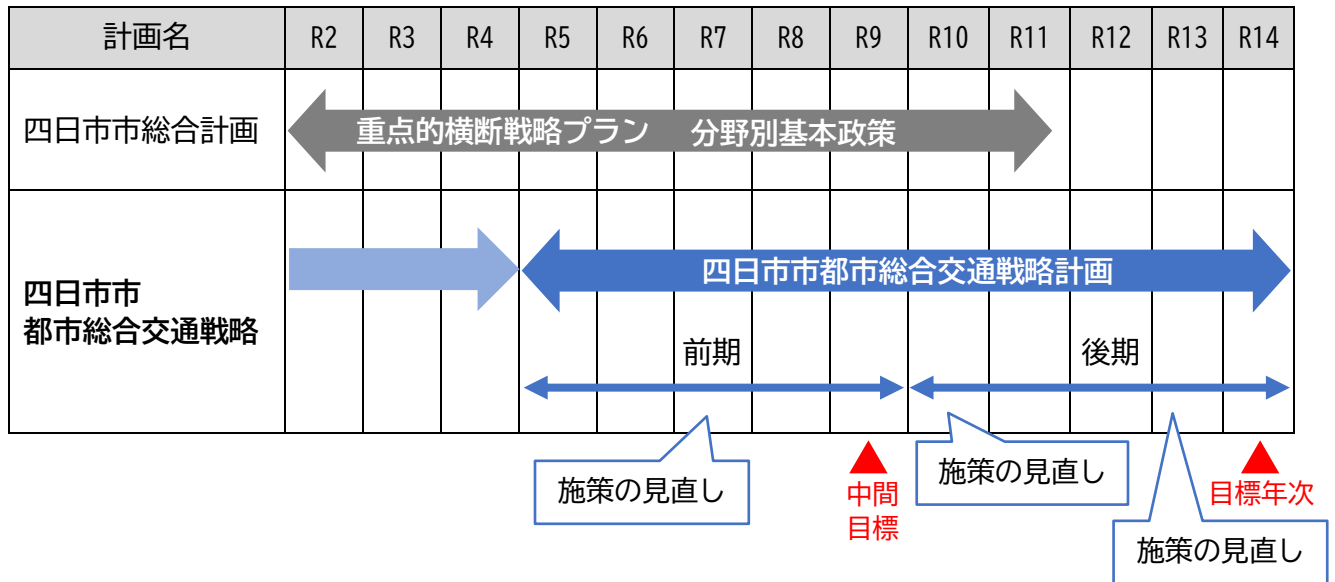 計画名 R2 R3 R4 R5 R6 R7 R8 R9 R10 R11 R12 R13 R14
四日市市総合計画
重点的横断戦略プラン 分野別基本政策
四日市市
都市総合交通戦略
四日市市都市総合交通戦略計画
前期
後期
施策の見直し
中間
目標
施策の見直し
目標年次
施策の見直し